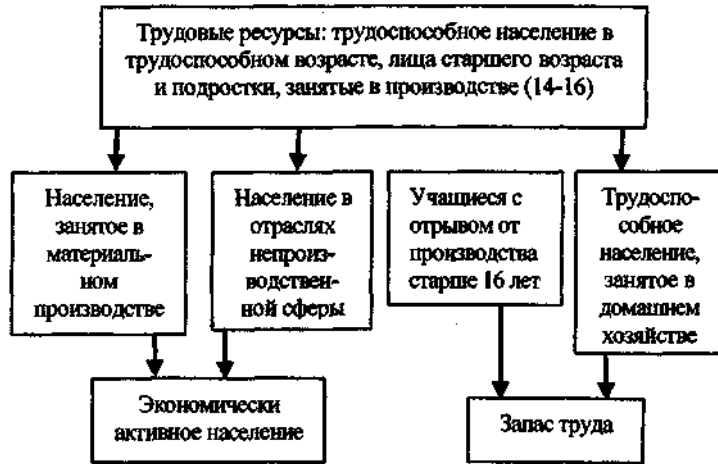 Трудовые ресурсы: трудоспособное население в
трудоспособном возрасте, лица старшего возраста
и подростки, занятые в производстве (14-16)
Население,
занятое в
материаль-
ном
производстве
Население в
отраслях
непроиз-
водствен-
ной сферы
Учащиеся с
отрывом от
производства
старше 16 лет
Трудоспо-
собное
население,
занятое в
домашнем
хозяйстве
Экономически
активное население
Запас труда